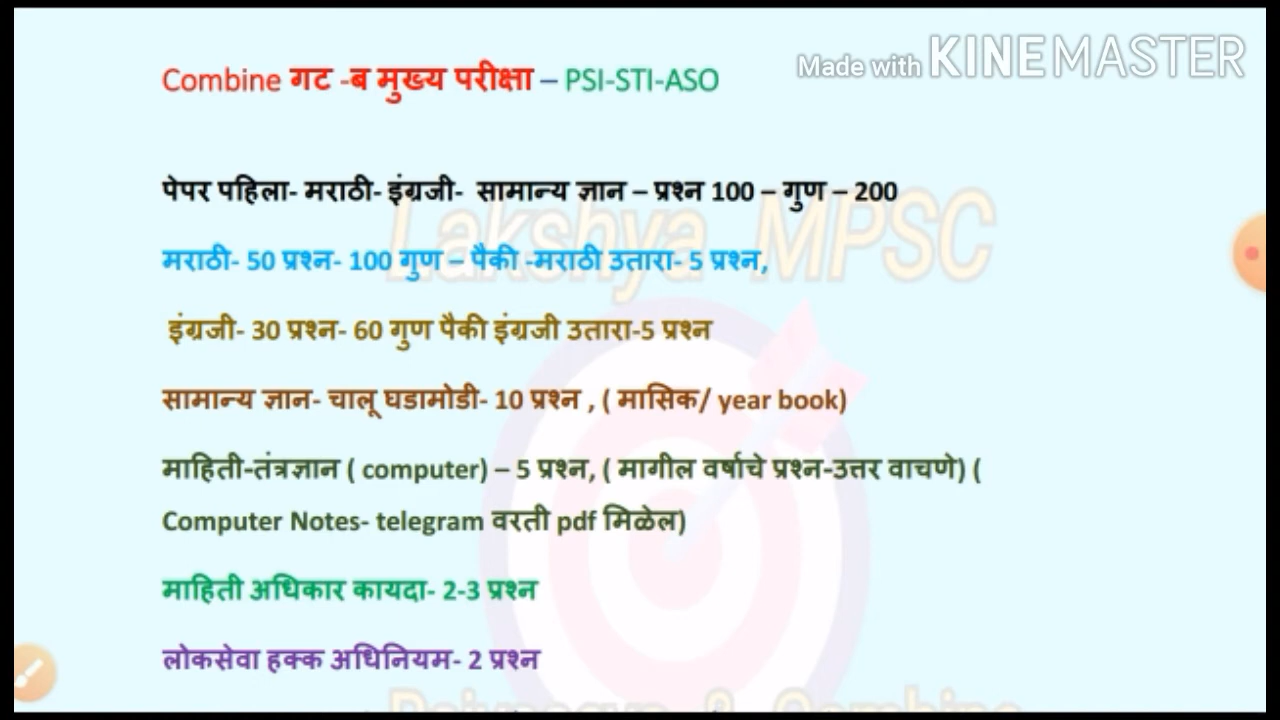 Made with KINEMASTER
Combine गट -ब मुख्य परीक्षा – PSI-STI-ASO
पेपर पहिला- मराठी- इंग्रजी- सामान्य ज्ञान – प्रश्न 100 – गुण – 200
Lakshya MPSC
मराठी- 50 प्रश्न- 100 गुण – पैकी -मराठी उतारा- 5 प्रश्न,
इंग्रजी- 30 प्रश्न- 60 गुण पैकी इंग्रजी उतारा-5 प्रश्न
सामान्य ज्ञान- चालू घडामोडी- 10 प्रश्न , ( मासिक/ year book)
माहिती-तंत्रज्ञान ( computer) – 5 प्रश्न, ( मागील वर्षाचे प्रश्न-उत्तर वाचणे) (
Computer Notes- telegram वरती pdf मिळेल)
माहिती अधिकार कायदा- 2-3 प्रश्न
लोकसेवा हक्क अधिनियम- 2 प्रश्न